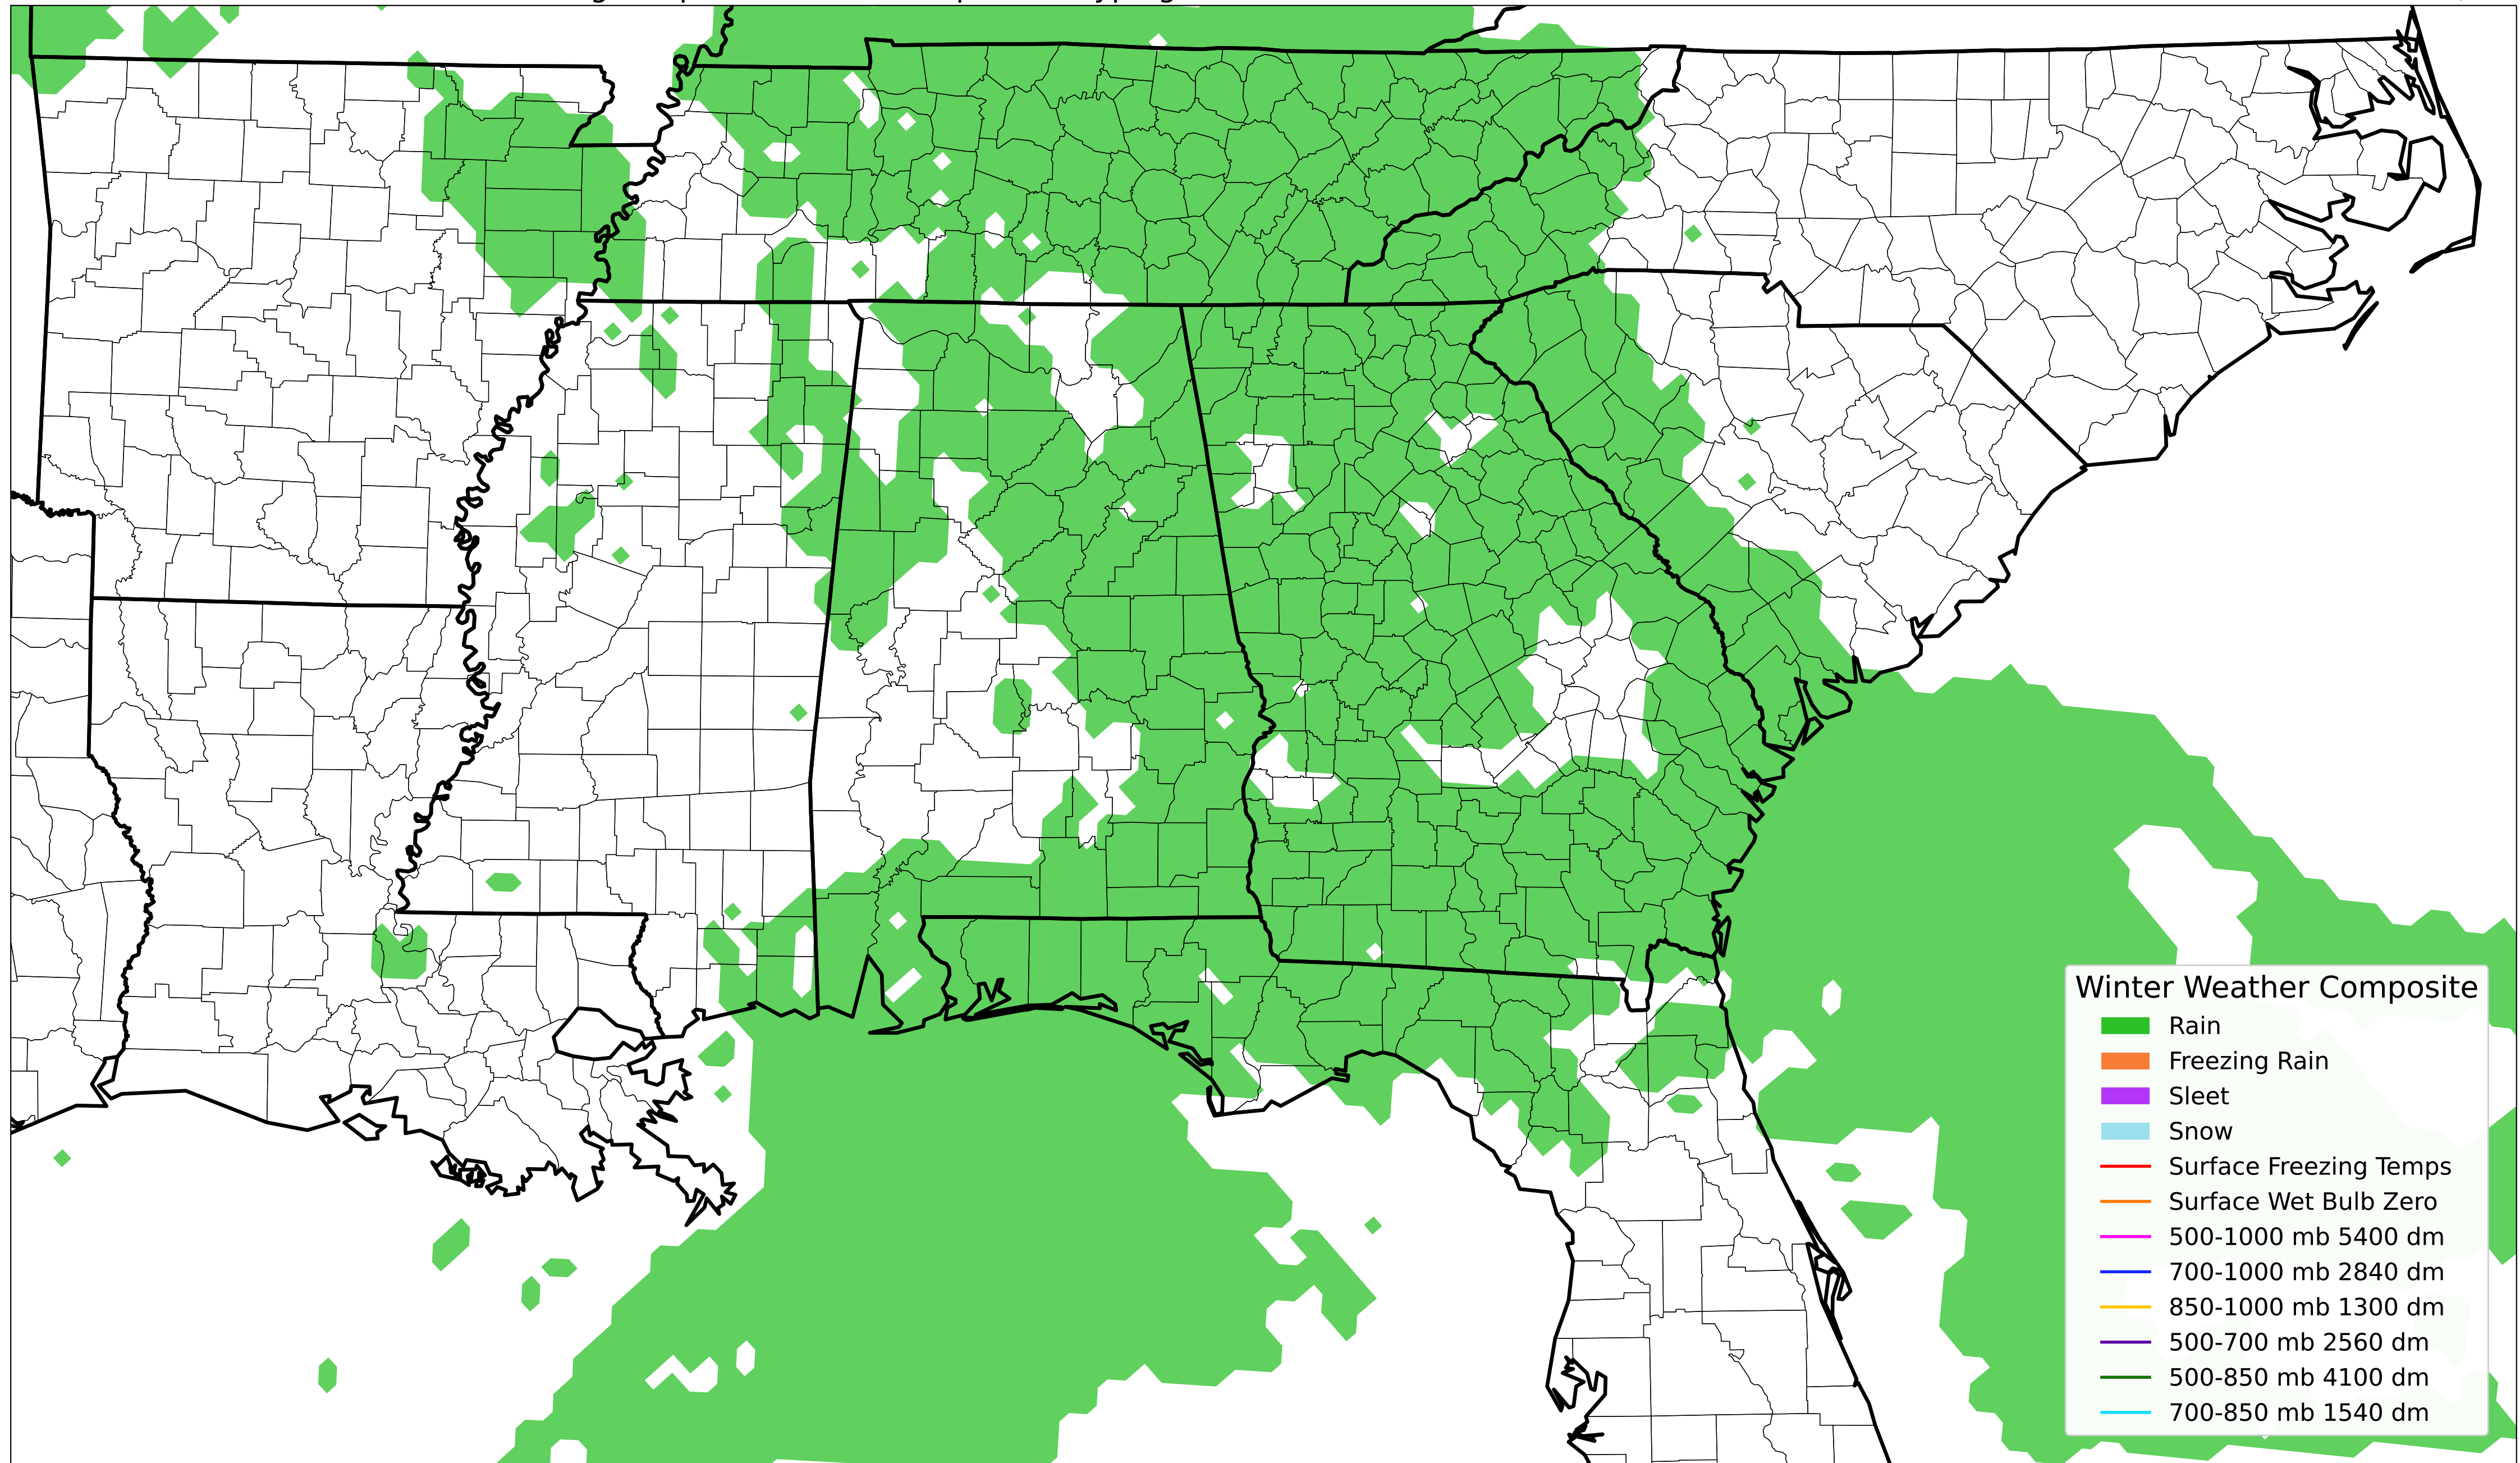 Winter Weather Composite
Rain
Freezing Rain
Sleet
Snow
Surface Freezing Temps
Surface Wet Bulb Zero
500-1000 mb 5400 dm
700-1000 mb 2840 dm
850-1000 mb 1300 dm
500-700 mb 2560 dm
500-850 mb 4100 dm
700-850 mb 1540 dm